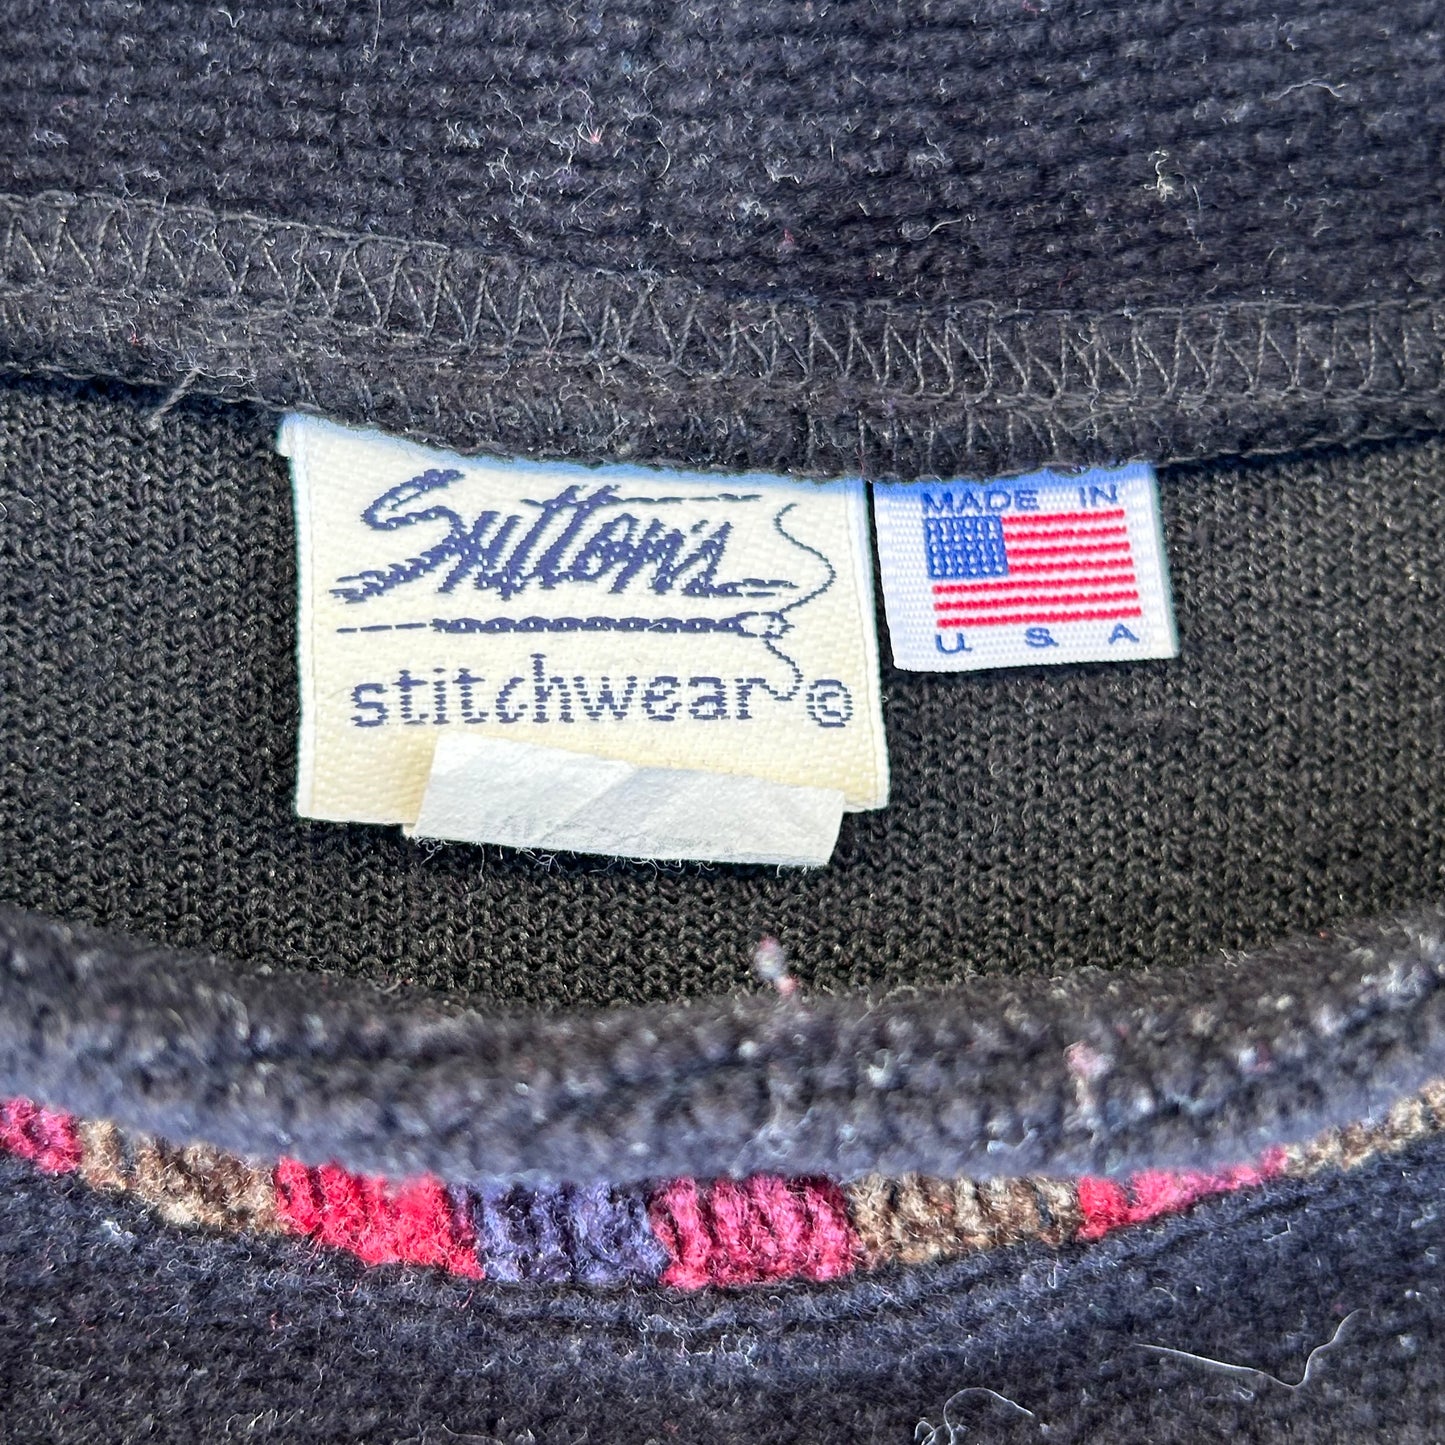 Sutton's
stitchwear ©
MADE IN
U S A